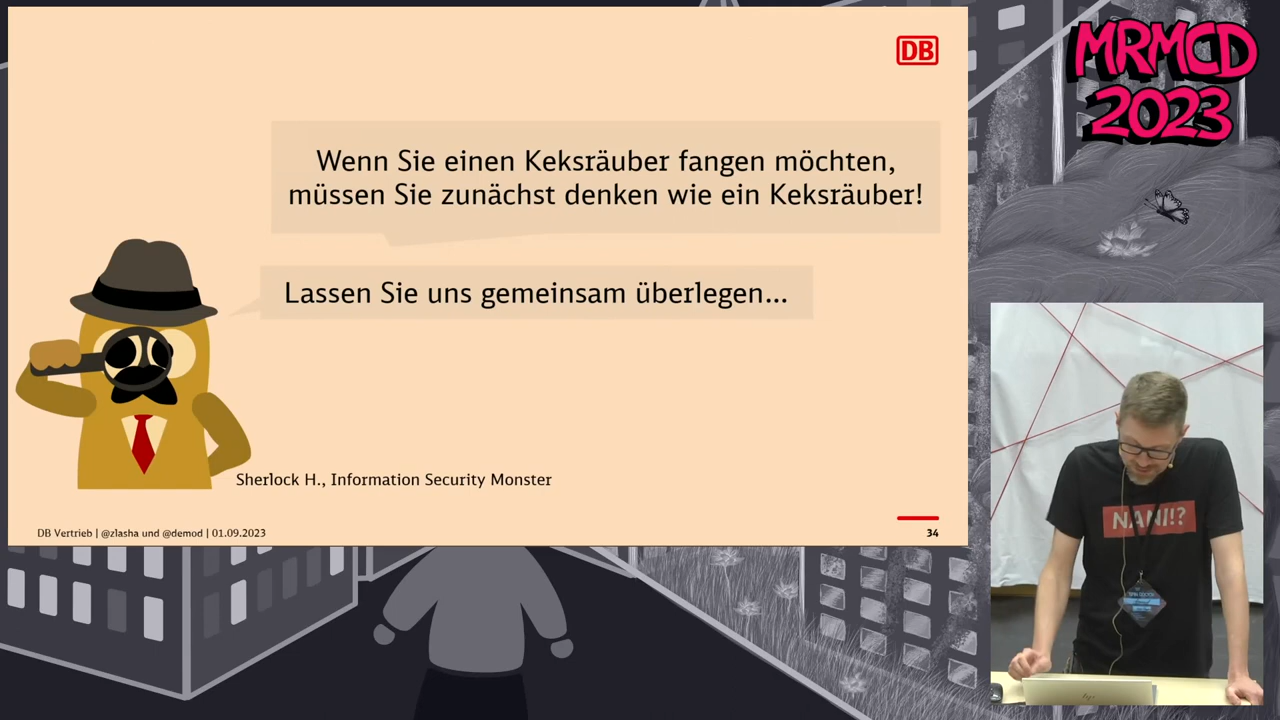 DB
MRMCD
2023
Wenn Sie einen Keksräuber fangen möchten,
müssen Sie zunächst denken wie ein Keksräuber!
Lassen Sie uns gemeinsam überlegen...
Sherlock H., Information Security Monster
DB Vertrieb | @zlasha und @demod | 01.09.2023
34
NANI!?